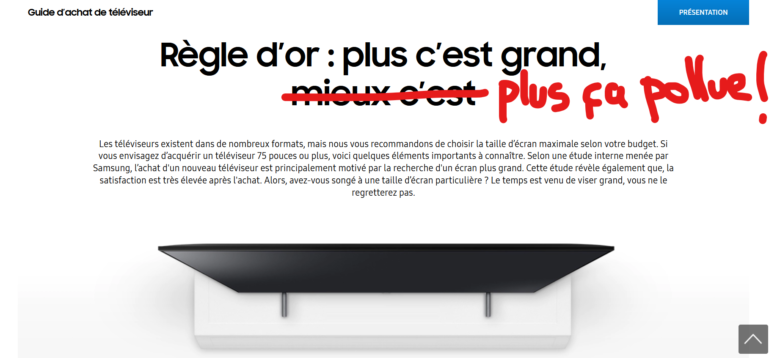 Guide d'achat de téléviseur
PRÉSENTATION
Règle d'or : plus c'est grand,
mieux c'est plus ça pollue!
Les téléviseurs existent dans de nombreux formats, mais nous vous recommandons de choisir la taille d'écran maximale selon votre budget. Si
vous envisagez d'acquérir un téléviseur 75 pouces ou plus, voici quelques éléments importants à connaître. Selon une étude interne menée par
Samsung, l'achat d'un nouveau téléviseur est principalement motivé par la recherche d'un écran plus grand. Cette étude révèle également que, la
satisfaction est très élevée après l'achat. Alors, avez-vous songé à une taille d'écran particulière ? Le temps est venu de viser grand, vous ne le
regretterez pas.